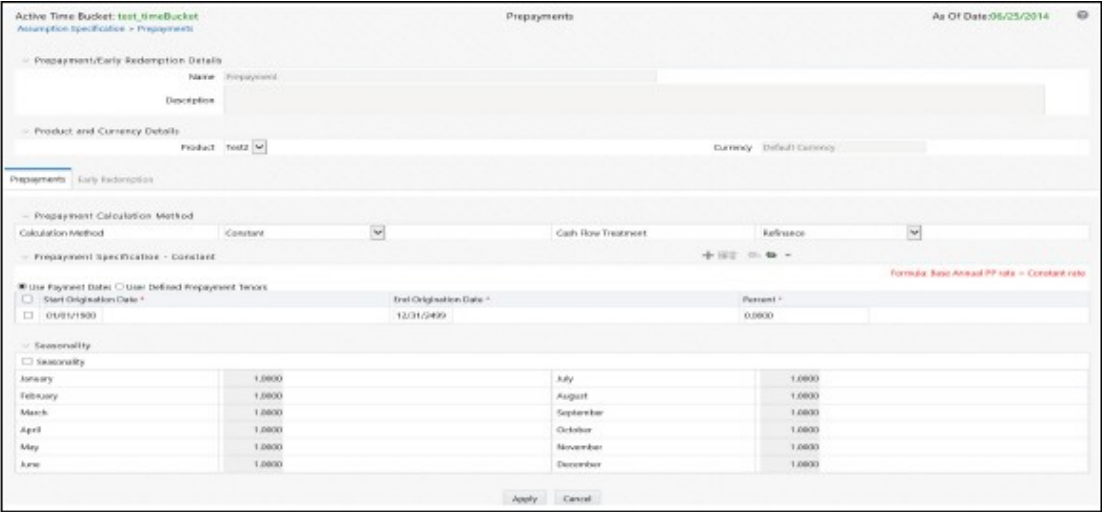 Active Time Bucket: test_timeBucket Prepayments As Of Date:06/25/2014
Assumption Specification > Prepayments
Prepayment/Early Redemption Details
Name Prepayment
Description
Product and Currency Details
Product Test2 Currency Default Currency
Prepayments Early Redemption
Prepayment Calculation Method
Calculation Method Constant Cash Flow Treatment Refinance
Prepayment Specification - Constant
Formula: Base Annual PP rate = Constant rate
Use Payment Dates User Defined Prepayment Tenors
Start Origination Date * End Origination Date * Percent *
01/01/1900 12/31/9499 0.0000
Seasonality
Seasonality
January 1.0000 July 1.0000
February 1.0000 August 1.0000
March 1.0000 September 1.0000
April 1.0000 October 1.0000
May 1.0000 November 1.0000
June 1.0000 December 1.0000
Apply Cancel